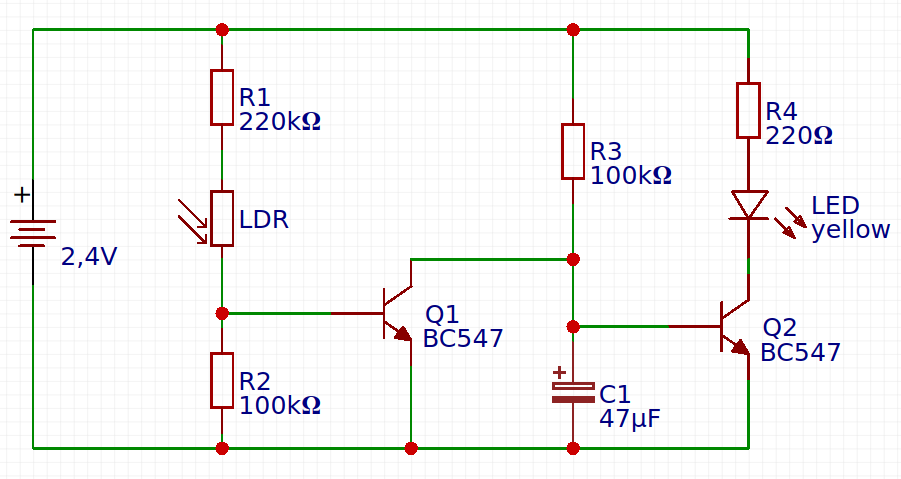 R1
220kΩ
R3
100kΩ
R4
220Ω
+
2,4V
LDR
LED
yellow
Q1
BC547
Q2
BC547
R2
100kΩ
+
C1
47µF